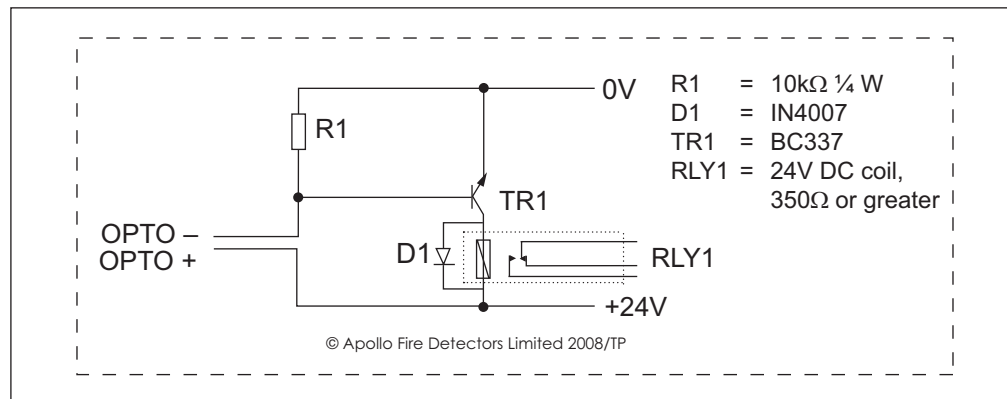 0V
R1
TR1
OPTO –
OPTO +
D1
RLY1
+24V
R1 = 10kΩ ¼ W
D1 = IN4007
TR1 = BC337
RLY1 = 24V DC coil,
350Ω or greater
© Apollo Fire Detectors Limited 2008/TP